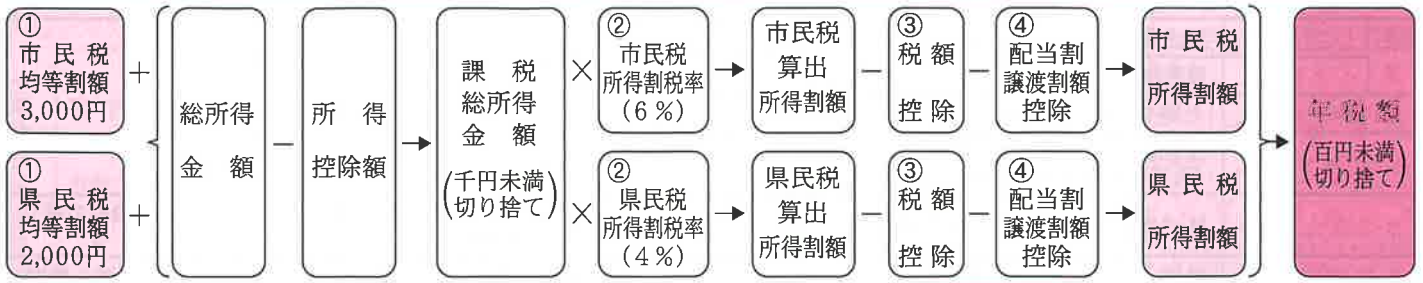 ①
市民税
均等割額
3,000円
+
①
県民税
均等割額
2,000円
+
総所得
金額
−
所得
控除額
→
課税
総所得
金額
(千円未満
切り捨て)
×
②
市民税
所得割税率
(6%)
→
市民税
算出
所得割額
−
③
税額
控除
−
④
配当割
譲渡割額
控除
→
市民税
所得割額
×
②
県民税
所得割税率
(4%)
→
県民税
算出
所得割額
−
③
税額
控除
−
④
配当割
譲渡割額
控除
→
県民税
所得割額
→
年税額
(百円未満
切り捨て)